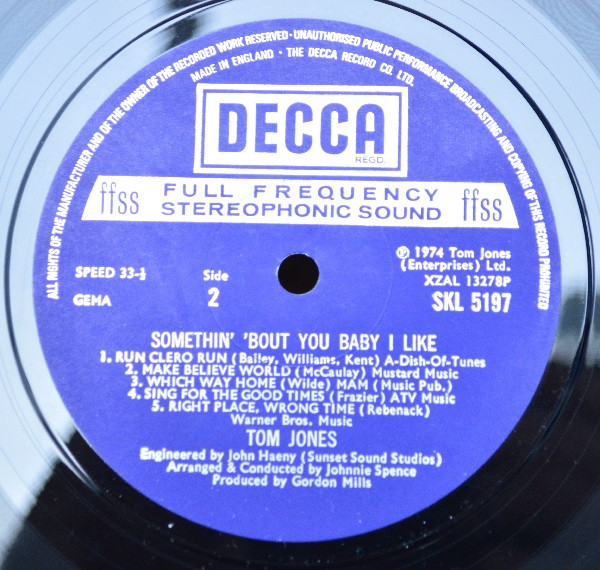 ALL RIGHTS OF THE MANUFACTURER AND OF THE OWNER OF THE RECORDED WORK RESERVED · UNAUTHORISED PUBLIC PERFORMANCE BROADCASTING AND COPYING OF THIS RECORD PROHIBITED
MADE IN ENGLAND · THE DECCA RECORD CO. LTD.
DECCA
REGD.
ffss FULL FREQUENCY STEREOPHONIC SOUND ffss
℗ 1974 Tom Jones
(Enterprises) Ltd.
XZAL 13278P
SKL 5197
SPEED 33-⅓
GEMA
Side
2
SOMETHIN' 'BOUT YOU BABY I LIKE
1. RUN CLERO RUN (Bailey, Williams, Kent) A-Dish-Of-Tunes
2. MAKE BELIEVE WORLD (McCaulay) Mustard Music
3. WHICH WAY HOME (Wilde) MAM (Music Pub.)
4. SING FOR THE GOOD TIMES (Frazier) ATV Music
5. RIGHT PLACE, WRONG TIME (Rebenack)
Warner Bros. Music
TOM JONES
Engineered by John Haeny (Sunset Sound Studios)
Arranged & Conducted by Johnnie Spence
Produced by Gordon Mills